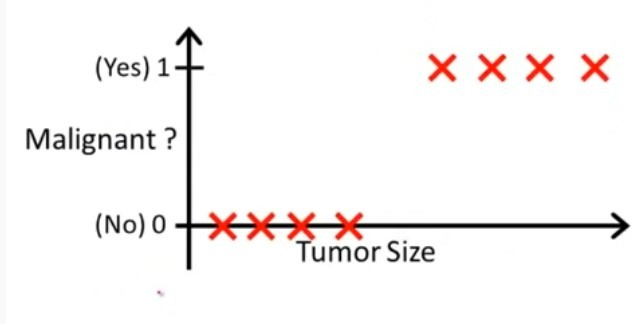 (Yes) 1
Malignant ?
(No) 0
Tumor Size